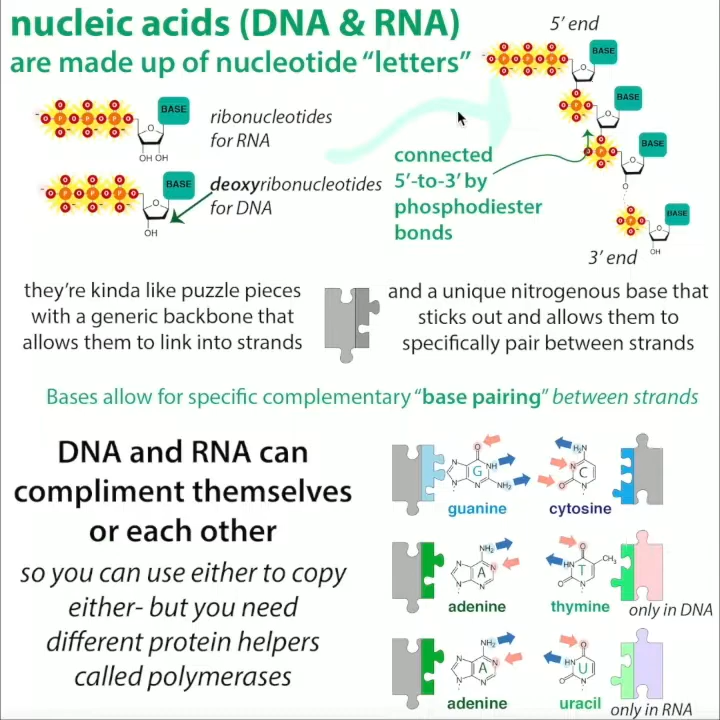 nucleic acids (DNA & RNA)
are made up of nucleotide “letters”
5’ end
BASE
BASE
BASE
BASE
3’ end
OH
BASE
ribonucleotides
for RNA
OH OH
BASE
deoxyribonucleotides
for DNA
OH
connected
5’-to-3’ by
phosphodiester
bonds
they’re kinda like puzzle pieces
with a generic backbone that
allows them to link into strands
and a unique nitrogenous base that
sticks out and allows them to
specifically pair between strands
Bases allow for specific complementary “base pairing” between strands
DNA and RNA can
compliment themselves
or each other
so you can use either to copy
either- but you need
different protein helpers
called polymerases
G
guanine
C
cytosine
A
adenine
T
thymine
only in DNA
A
adenine
U
uracil
only in RNA